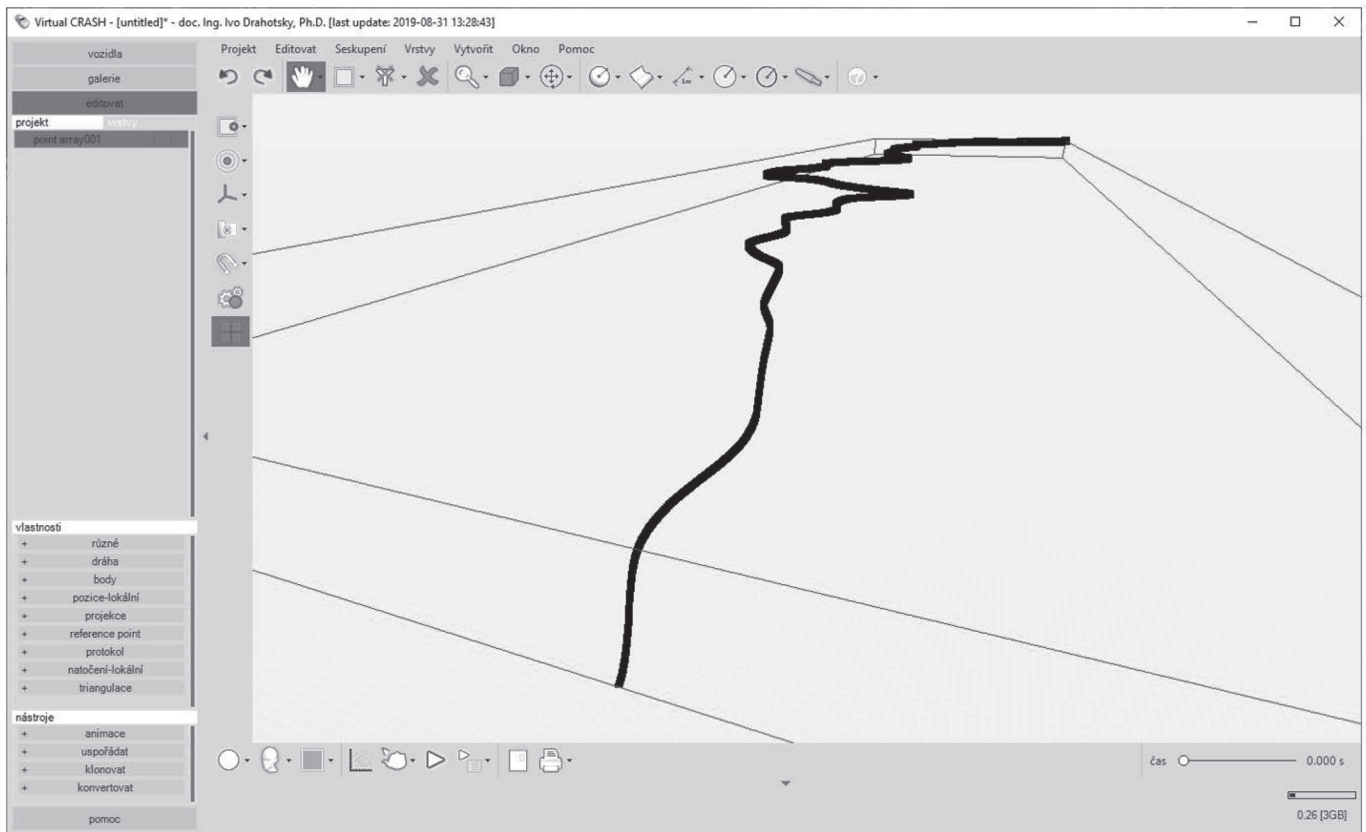 Virtual CRASH - [untitled]* - doc. Ing. Ivo Drahotsky, Ph.D. [last update: 2019-08-31 13:28:43]
vozidla
galerie
editovat
projekt vrstvy
point array001
Projekt Editovat Seskupení Vrstvy Vytvořit Okno Pomoc
vlastnosti
+ různé
+ dráha
+ body
+ pozice-lokální
+ projekce
+ reference point
+ protokol
+ natočení-lokální
+ triangulace
nástroje
+ animace
+ uspořádat
+ klonovat
+ konvertovat
pomoc
čas 0.000 s
0.26 [3GB]